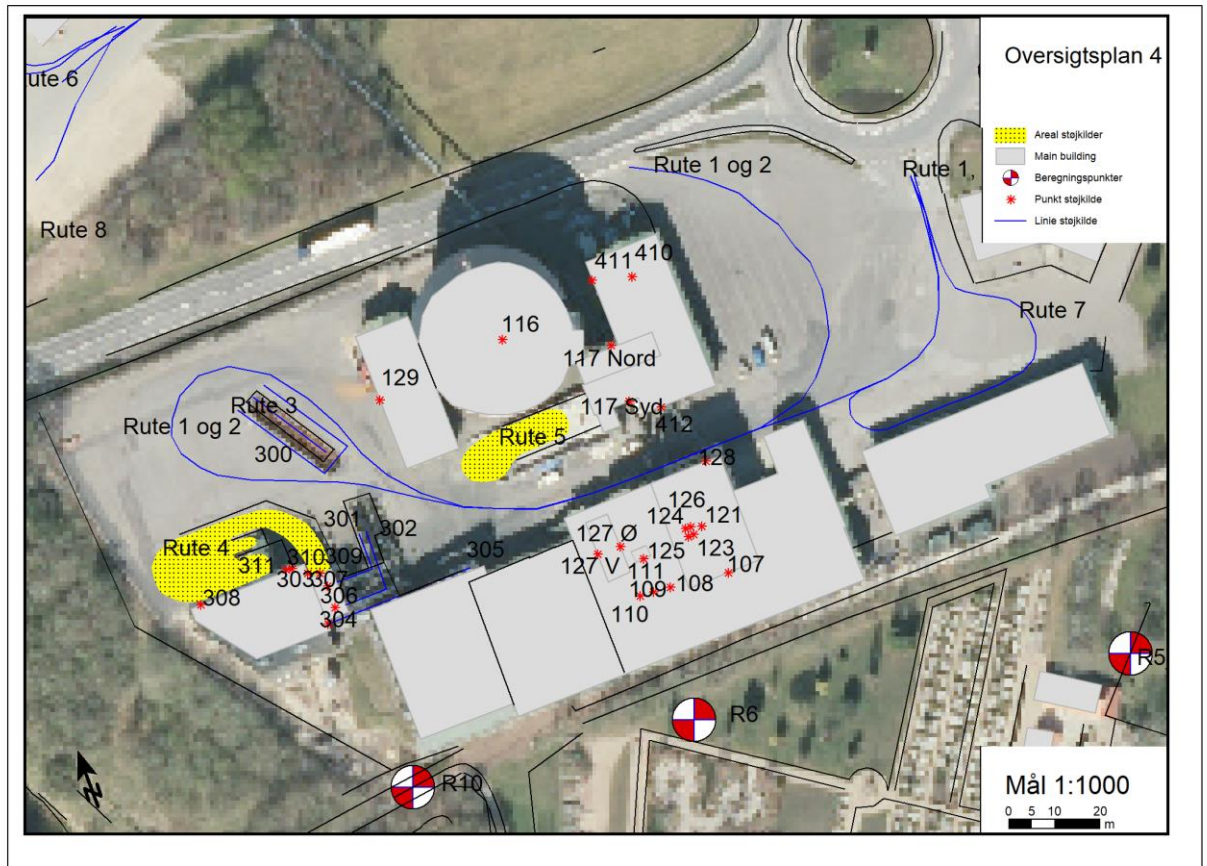 Oversigtsplan 4
Areal støjkilder
Main building
Beregningspunkter
Punkt støjkilde
Linie støjkilde
ute 6
Rute 8
Rute 1 og 2
Rute 1,
Rute 7
411
410
116
117 Nord
129
117 Syd
412
Rute 3
Rute 1 og 2
300
Rute 5
128
301
302
126
124
121
127 Ø
123
305
127 V
125
Rute 4
310
309
311
303
307
111
107
109
108
110
308
306
304
R5
R6
R10
Mål 1:1000
0 5 10 20
m